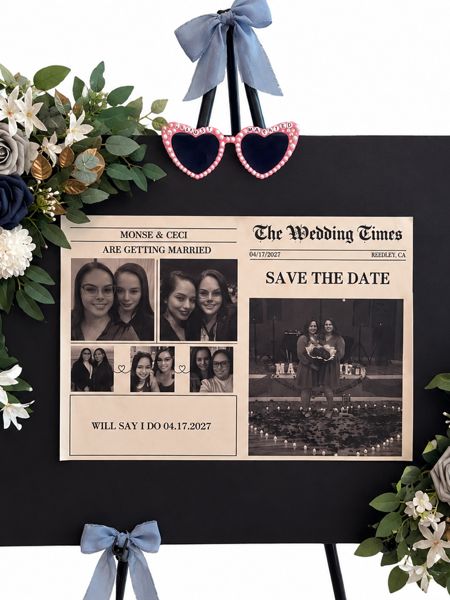 MONSE & CECI
ARE GETTING MARRIED
WILL SAY I DO 04.17.2027
The Wedding Times
04/17/2027 REEDLEY, CA
SAVE THE DATE